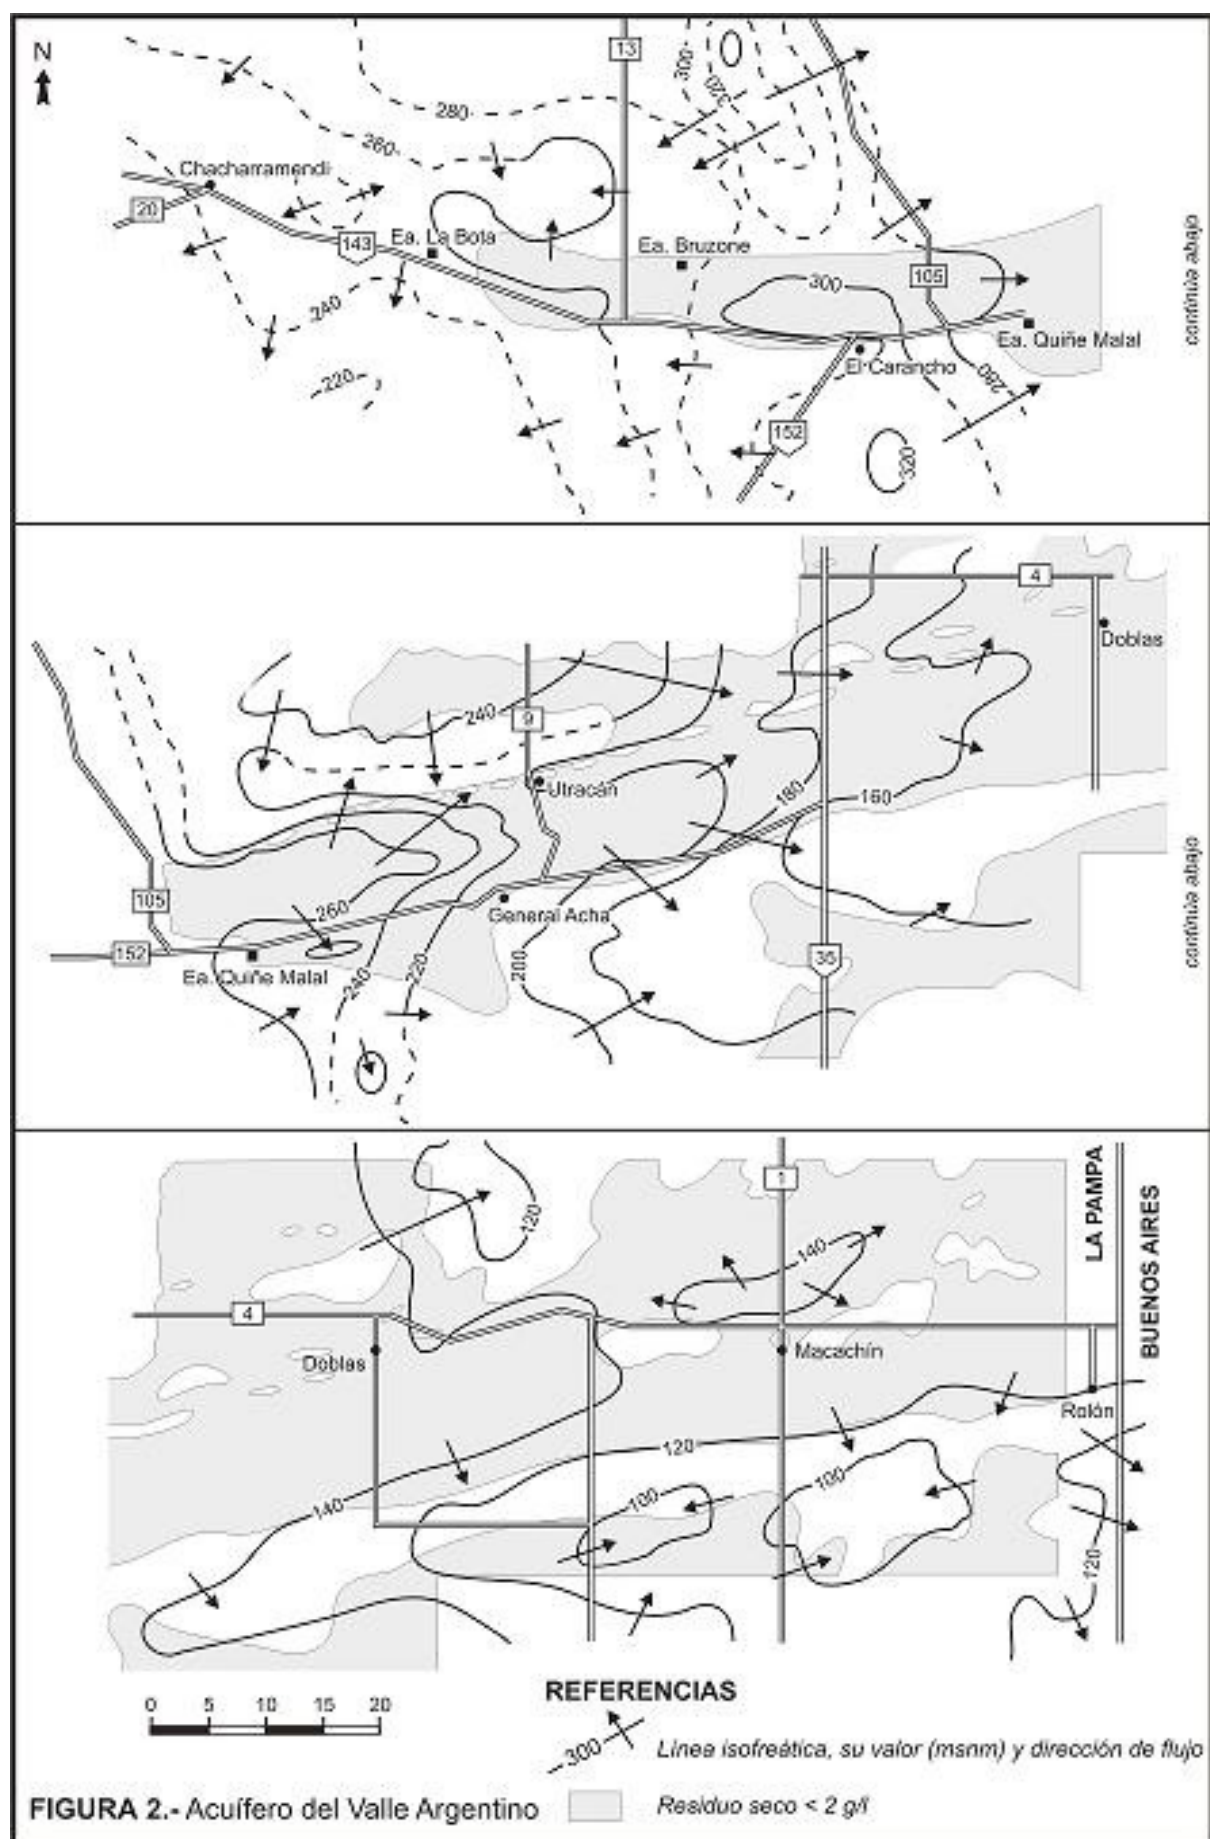 N
13
300
320
280
260
Chacharramendi
20
143
Ea. La Bota
Ea. Bruzone
300
105
240
Ea. Quiñe Malal
El Carancho
280
220
152
320
continúa abajo
4
Doblas
240
9
Utracán
180
160
105
260
General Acha
152
Ea. Quiñe Malal
240
220
200
35
continúa abajo
LA PAMPA
BUENOS AIRES
1
120
140
4
Doblas
Macachín
Rolón
120
140
100
100
120
REFERENCIAS
0 5 10 15 20
300 Línea isofreática, su valor (msnm) y dirección de flujo
FIGURA 2.- Acuífero del Valle Argentino
Residuo seco < 2 g/l